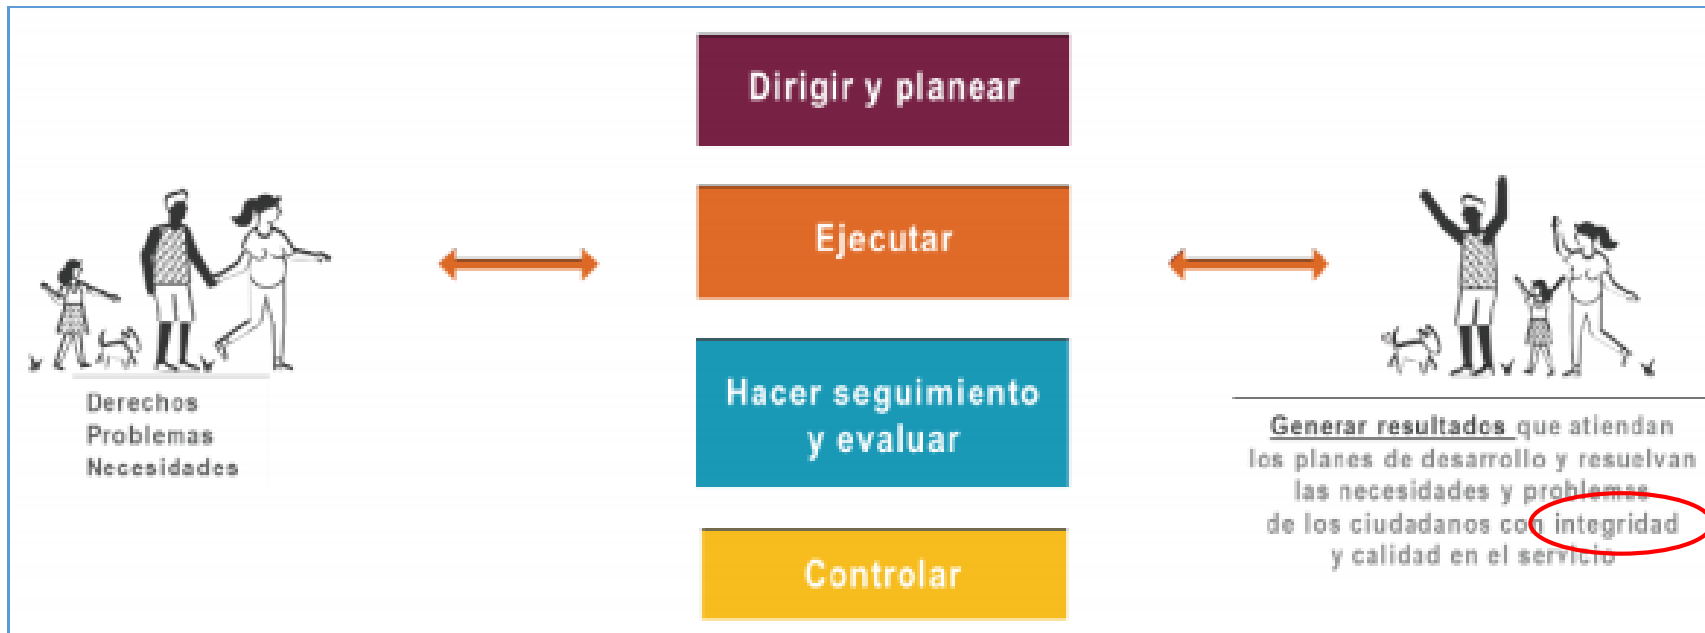 Dirigir y planear
Ejecutar
Hacer seguimiento
y evaluar
Controlar
Derechos
Problemas
Necesidades
Generar resultados que atiendan
los planes de desarrollo y resuelvan
las necesidades y problemas
de los ciudadanos con integridad
y calidad en el servicio